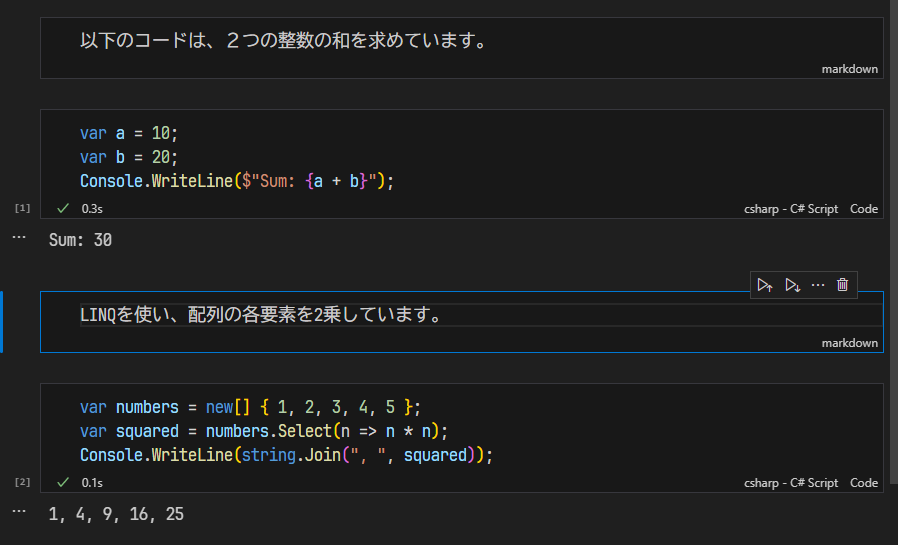 以下のコードは、２つの整数の和を求めています。
markdown
var a = 10;
var b = 20;
Console.WriteLine($"Sum: {a + b}");
[1] ✓ 0.3s csharp - C# Script Code
... Sum: 30
LINQを使い、配列の各要素を2乗しています。
markdown
var numbers = new[] { 1, 2, 3, 4, 5 };
var squared = numbers.Select(n => n * n);
Console.WriteLine(string.Join(", ", squared));
[2] ✓ 0.1s csharp - C# Script Code
... 1, 4, 9, 16, 25